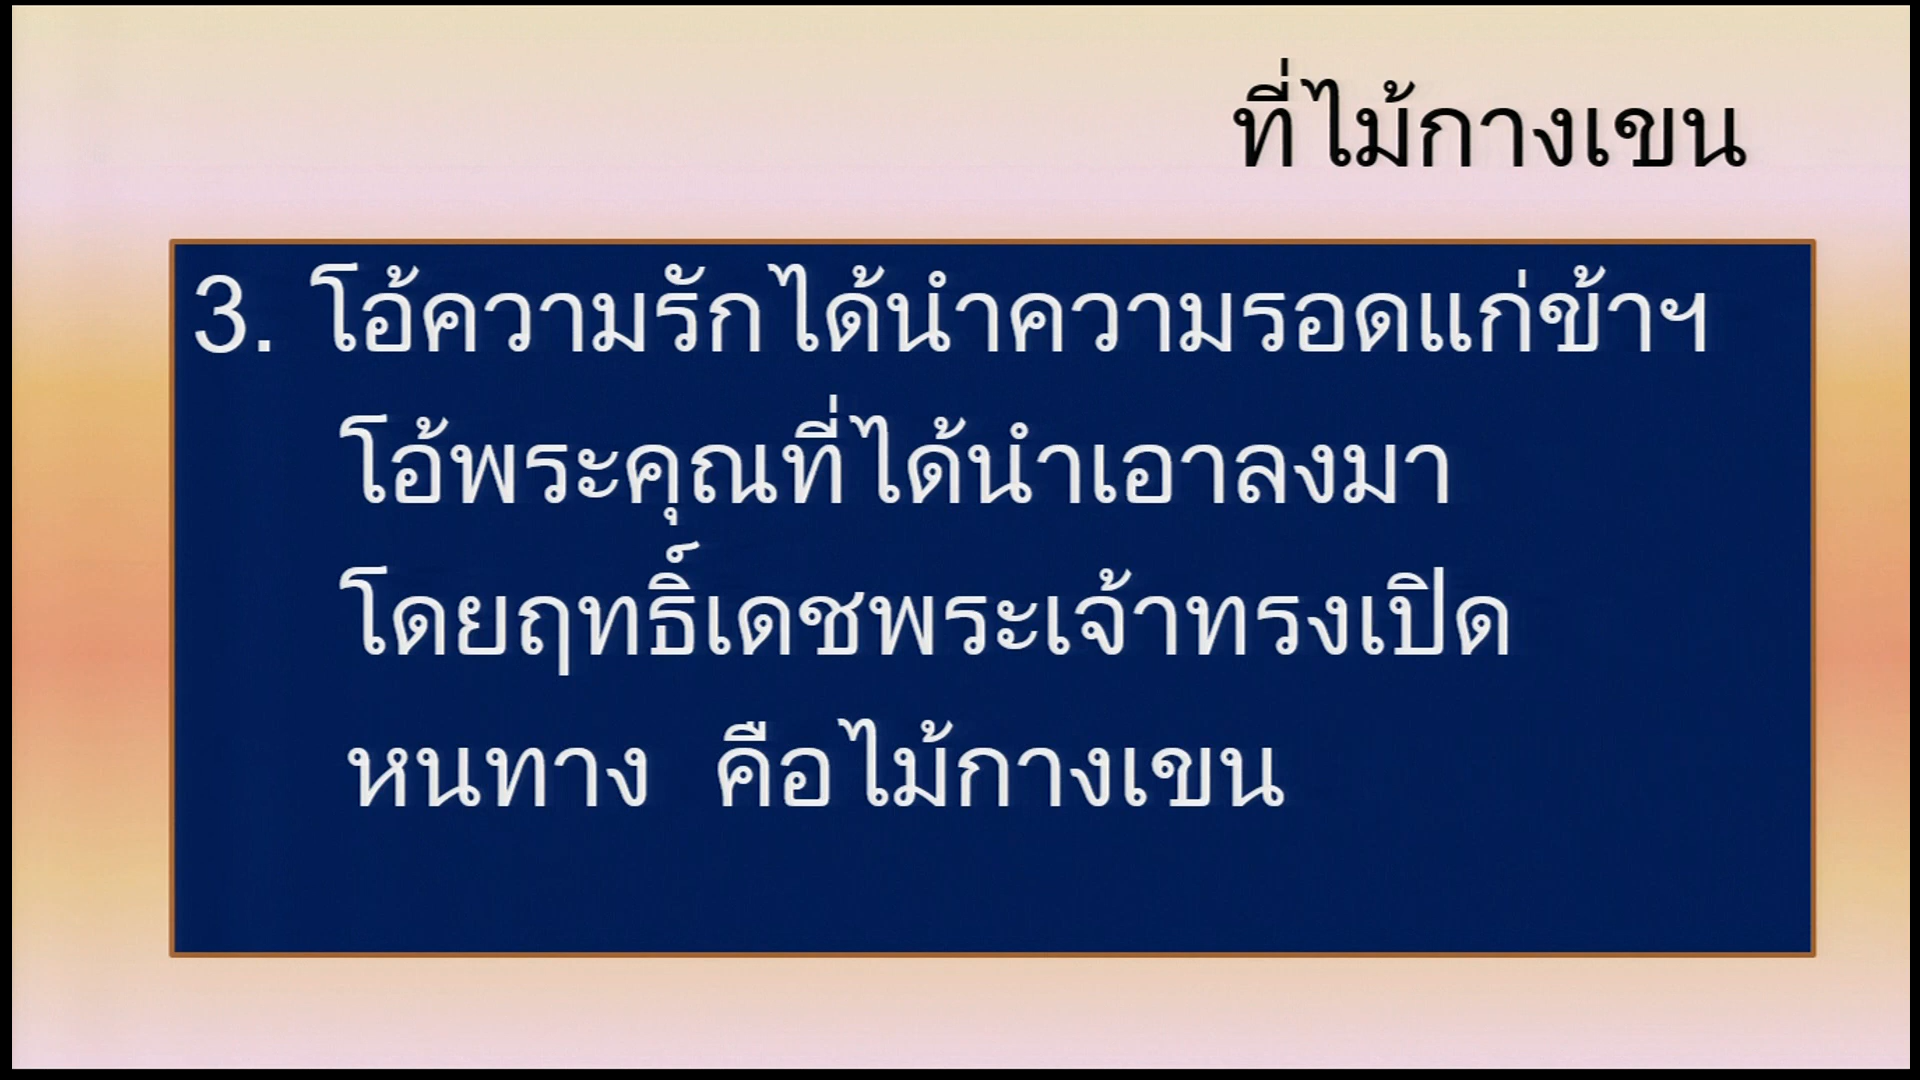 ที่ไม้กางเขน
3. โอ้ความรักได้นำความรอดแก่ข้าฯ
โอ้พระคุณที่ได้นำเอาลงมา
โดยฤทธิ์เดชพระเจ้าทรงเปิด
หนทาง คือไม้กางเขน